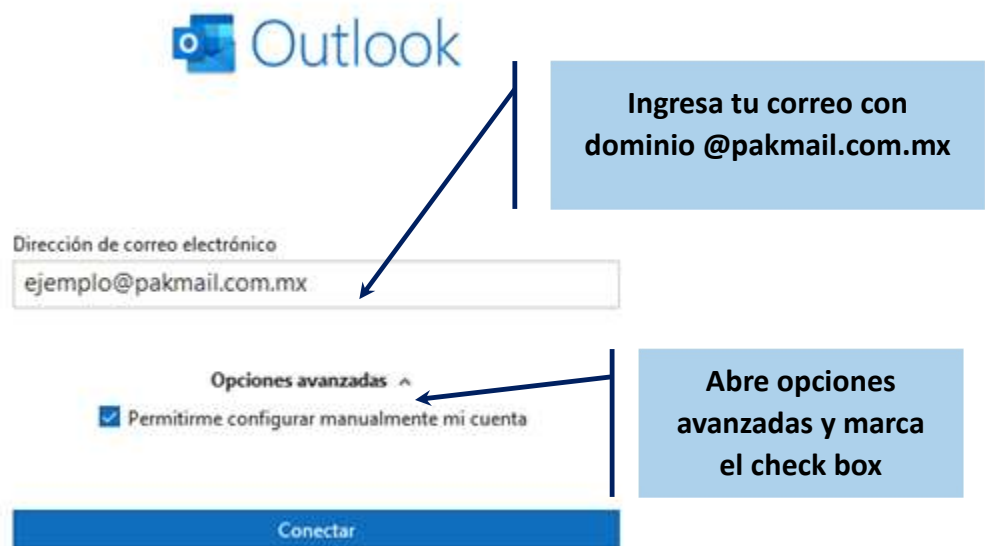 Outlook
Ingresa tu correo con
dominio @pakmail.com.mx
Dirección de correo electrónico
ejemplo@pakmail.com.mx
Opciones avanzadas
Permitirme configurar manualmente mi cuenta
Abre opciones
avanzadas y marca
el check box
Conectar